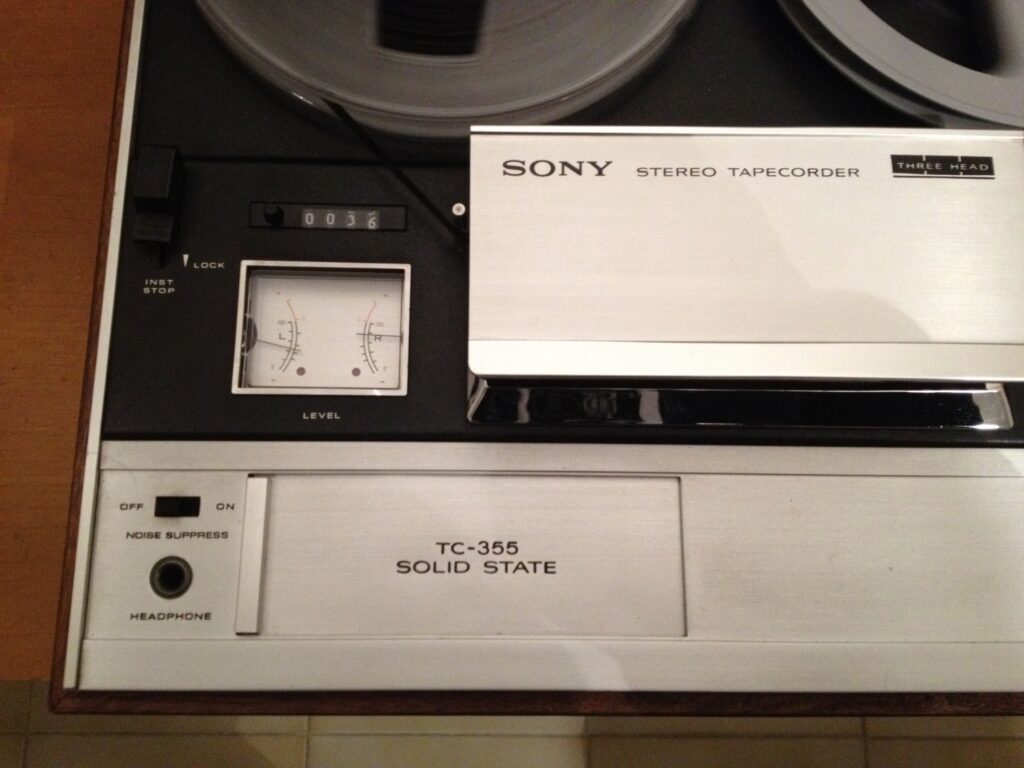 SONY STEREO TAPECORDER THREE HEAD
0036
LOCK
INST
STOP
L R
LEVEL
OFF ON
NOISE SUPPRESS
HEADPHONE
TC-355
SOLID STATE